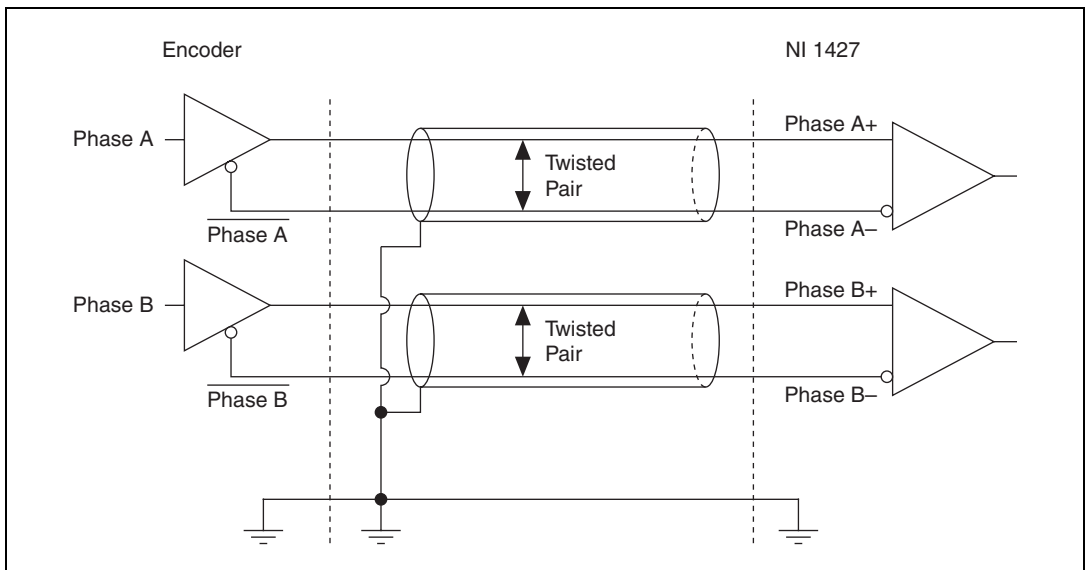 Encoder
NI 1427
Phase A
Phase A+
Twisted
Pair
Phase A
Phase A–
Phase B
Phase B+
Twisted
Pair
Phase B
Phase B–